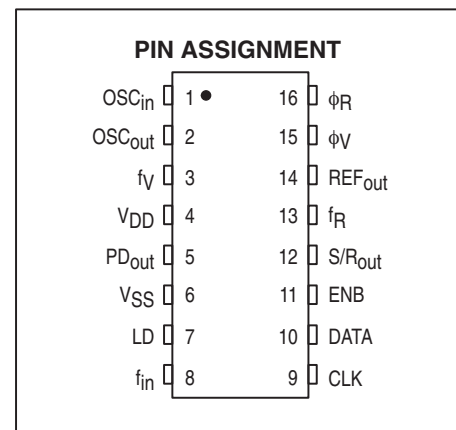 PIN ASSIGNMENT
OSCin 1 16 ϕR
OSCout 2 15 ϕV
fV 3 14 REFout
VDD 4 13 fR
PDout 5 12 S/Rout
VSS 6 11 ENB
LD 7 10 DATA
fin 8 9 CLK